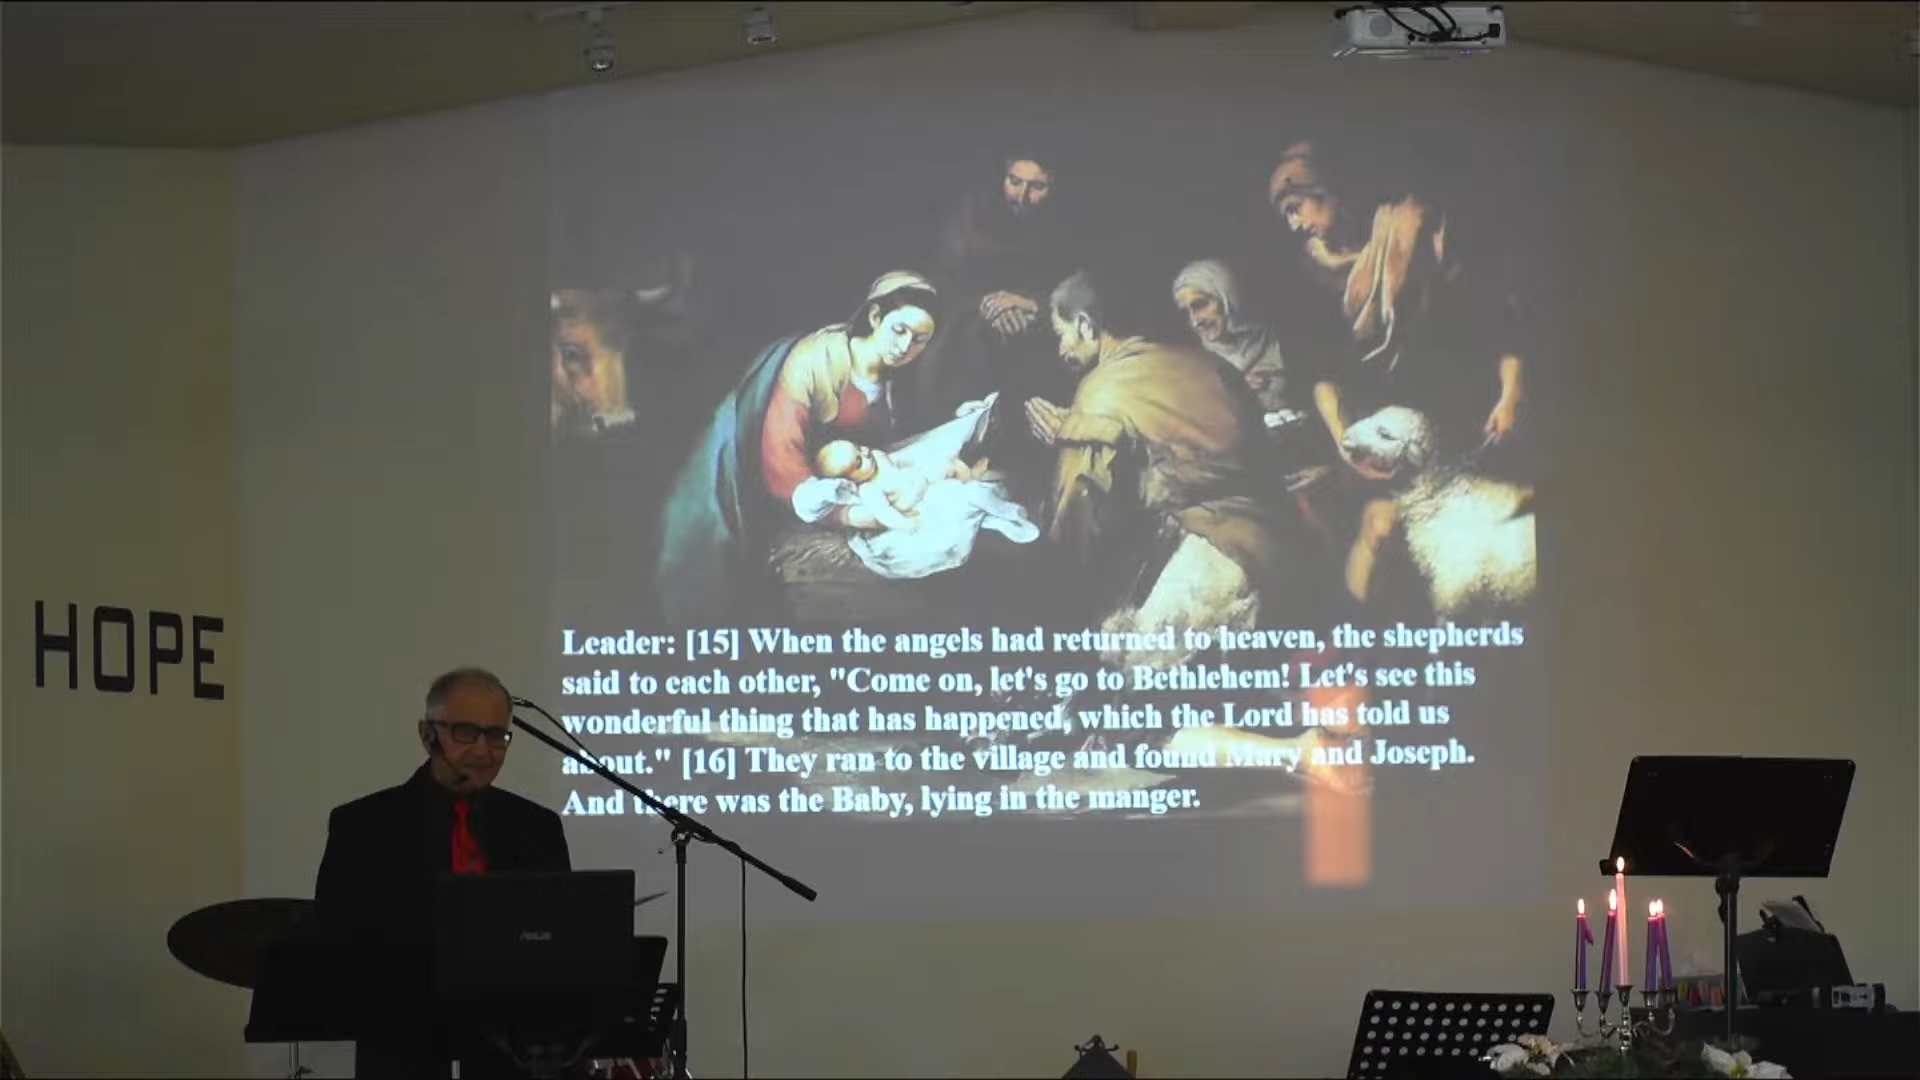 HOPE
Leader: [15] When the angels had returned to heaven, the shepherds
said to each other, "Come on, let's go to Bethlehem! Let's see this
wonderful thing that has happened, which the Lord has told us
about." [16] They ran to the village and found Mary and Joseph.
And there was the Baby, lying in the manger.
ASUS